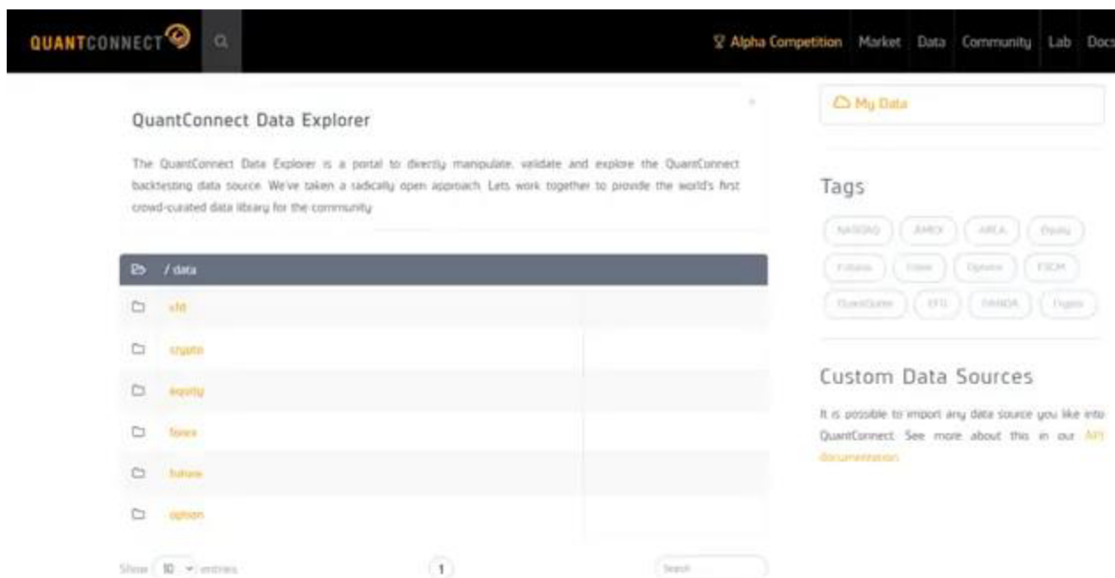 QUANTCONNECT
Alpha Competition Market Data Community Lab Docs
QuantConnect Data Explorer
The QuantConnect Data Explorer is a portal to directly manipulate, validate and explore the QuantConnect
backtesting data source. We've taken a radically open approach. Lets work together to provide the world's first
crowd-curated data library for the community
/ data
cfd
crypto
equity
forex
future
option
Show 10 entries
1
Search
My Data
Tags
NASDAQ AMEX ARCA Equity
Futures Forex Options FXCM
QuantQuote CFD OANDA Crypto
Custom Data Sources
It is possible to import any data source you like into
QuantConnect. See more about this in our API
documentation.